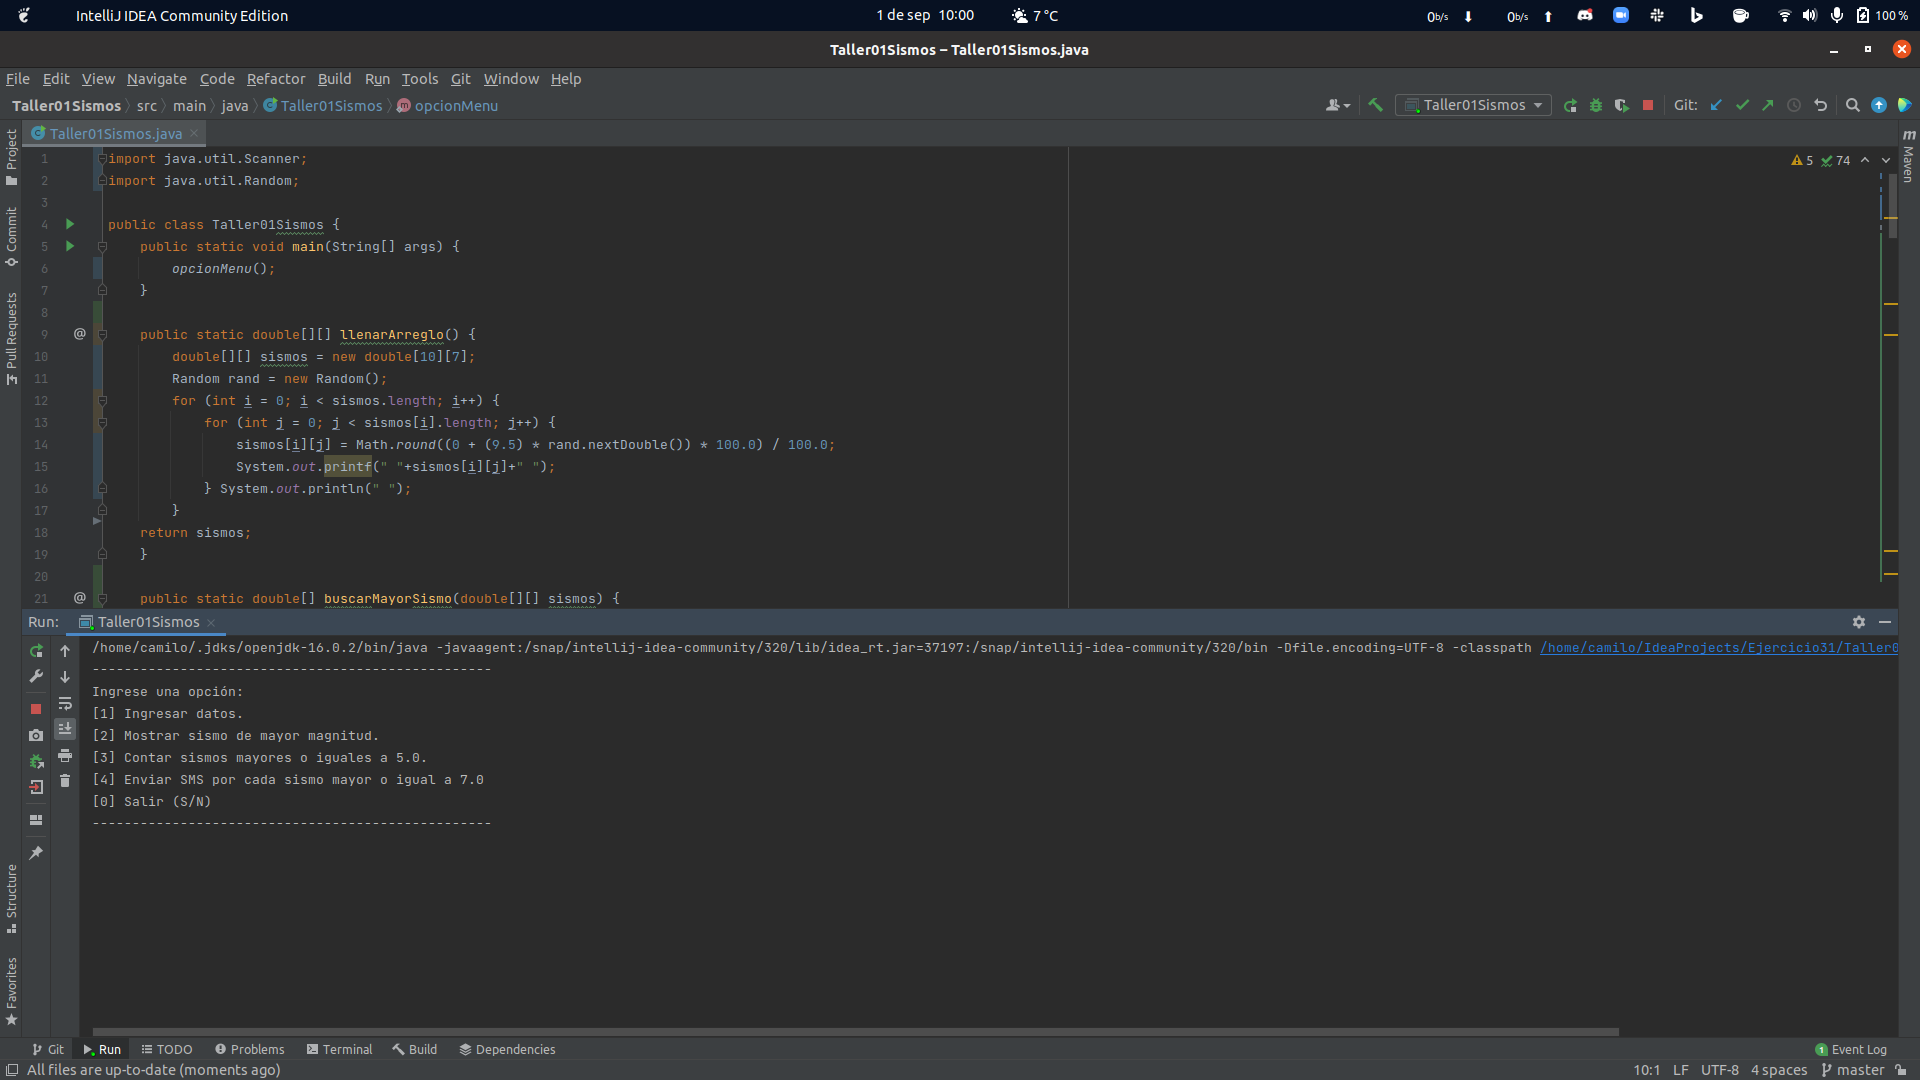 IntelliJ IDEA Community Edition
1 de sep 10:00
7 °C
0b/s
0b/s
100 %
Taller01Sismos – Taller01Sismos.java
File Edit View Navigate Code Refactor Build Run Tools Git Window Help
Taller01Sismos src main java Taller01Sismos opcionMenu
Taller01Sismos
Git:
Taller01Sismos.java
5 74
Project
Commit
Pull Requests
Structure
Favorites
Maven
1 import java.util.Scanner;
2 import java.util.Random;
3
4 public class Taller01Sismos {
5 public static void main(String[] args) {
6 opcionMenu();
7 }
8
9 @ public static double[][] llenarArreglo() {
10 double[][] sismos = new double[10][7];
11 Random rand = new Random();
12 for (int i = 0; i < sismos.length; i++) {
13 for (int j = 0; j < sismos[i].length; j++) {
14 sismos[i][j] = Math.round((0 + (9.5) * rand.nextDouble()) * 100.0) / 100.0;
15 System.out.printf(" "+sismos[i][j]+" ");
16 } System.out.println(" ");
17 }
18 return sismos;
19 }
20
21 @ public static double[] buscarMayorSismo(double[][] sismos) {
Run: Taller01Sismos
/home/camilo/.jdks/openjdk-16.0.2/bin/java -javaagent:/snap/intellij-idea-community/320/lib/idea_rt.jar=37197:/snap/intellij-idea-community/320/bin -Dfile.encoding=UTF-8 -classpath /home/camilo/IdeaProjects/Ejercicio31/Taller0
--------------------------------------------------
Ingrese una opción:
[1] Ingresar datos.
[2] Mostrar sismo de mayor magnitud.
[3] Contar sismos mayores o iguales a 5.0.
[4] Enviar SMS por cada sismo mayor o igual a 7.0
[0] Salir (S/N)
--------------------------------------------------
Git Run TODO Problems Terminal Build Dependencies
1 Event Log
All files are up-to-date (moments ago)
10:1 LF UTF-8 4 spaces master